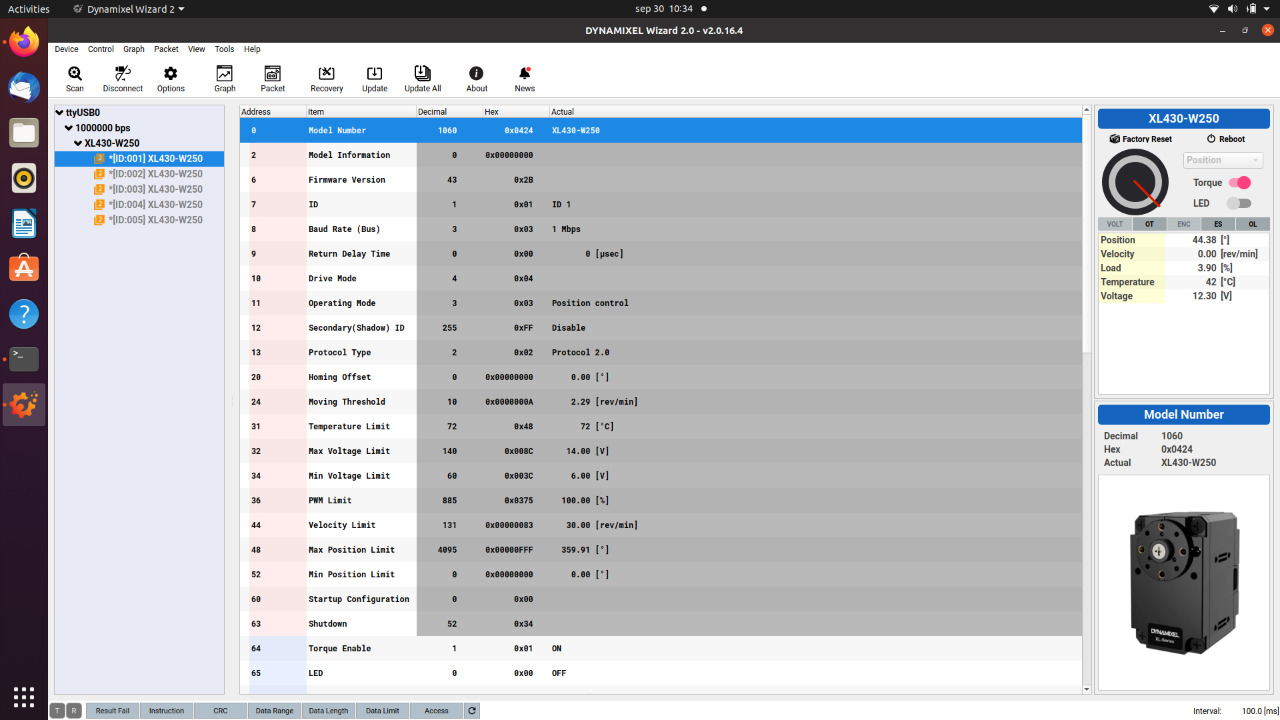 Activities Dynamixel Wizard 2 sep 30 10:34
DYNAMIXEL Wizard 2.0 - v2.0.16.4
Device Control Graph Packet View Tools Help
Scan Disconnect Options Graph Packet Recovery Update Update All About News
ttyUSB0
1000000 bps
XL430-W250
*[ID:001] XL430-W250
*[ID:002] XL430-W250
*[ID:003] XL430-W250
*[ID:004] XL430-W250
*[ID:005] XL430-W250
Address Item Decimal Hex Actual
0 Model Number 1060 0x0424 XL430-W250
2 Model Information 0 0x00000000
6 Firmware Version 43 0x2B
7 ID 1 0x01 ID 1
8 Baud Rate (Bus) 3 0x03 1 Mbps
9 Return Delay Time 0 0x00 0 [μsec]
10 Drive Mode 4 0x04
11 Operating Mode 3 0x03 Position control
12 Secondary(Shadow) ID 255 0xFF Disable
13 Protocol Type 2 0x02 Protocol 2.0
20 Homing Offset 0 0x00000000 0.00 [°]
24 Moving Threshold 10 0x0000000A 2.29 [rev/min]
31 Temperature Limit 72 0x48 72 [°C]
32 Max Voltage Limit 140 0x008C 14.00 [V]
34 Min Voltage Limit 60 0x003C 6.00 [V]
36 PWM Limit 885 0x0375 100.00 [%]
44 Velocity Limit 131 0x00000083 30.00 [rev/min]
48 Max Position Limit 4095 0x00000FFF 359.91 [°]
52 Min Position Limit 0 0x00000000 0.00 [°]
60 Startup Configuration 0 0x00
63 Shutdown 52 0x34
64 Torque Enable 1 0x01 ON
65 LED 0 0x00 OFF
XL430-W250
Factory Reset Reboot
Position
Torque
LED
VOLT OT ENC ES OL
Position 44.38 [°]
Velocity 0.00 [rev/min]
Load 3.90 [%]
Temperature 42 [°C]
Voltage 12.30 [V]
Model Number
Decimal 1060
Hex 0x0424
Actual XL430-W250
DYNAMIXEL
XL-Series
T R Result Fail Instruction CRC Data Range Data Length Data Limit Access Interval: 100.0 [ms]